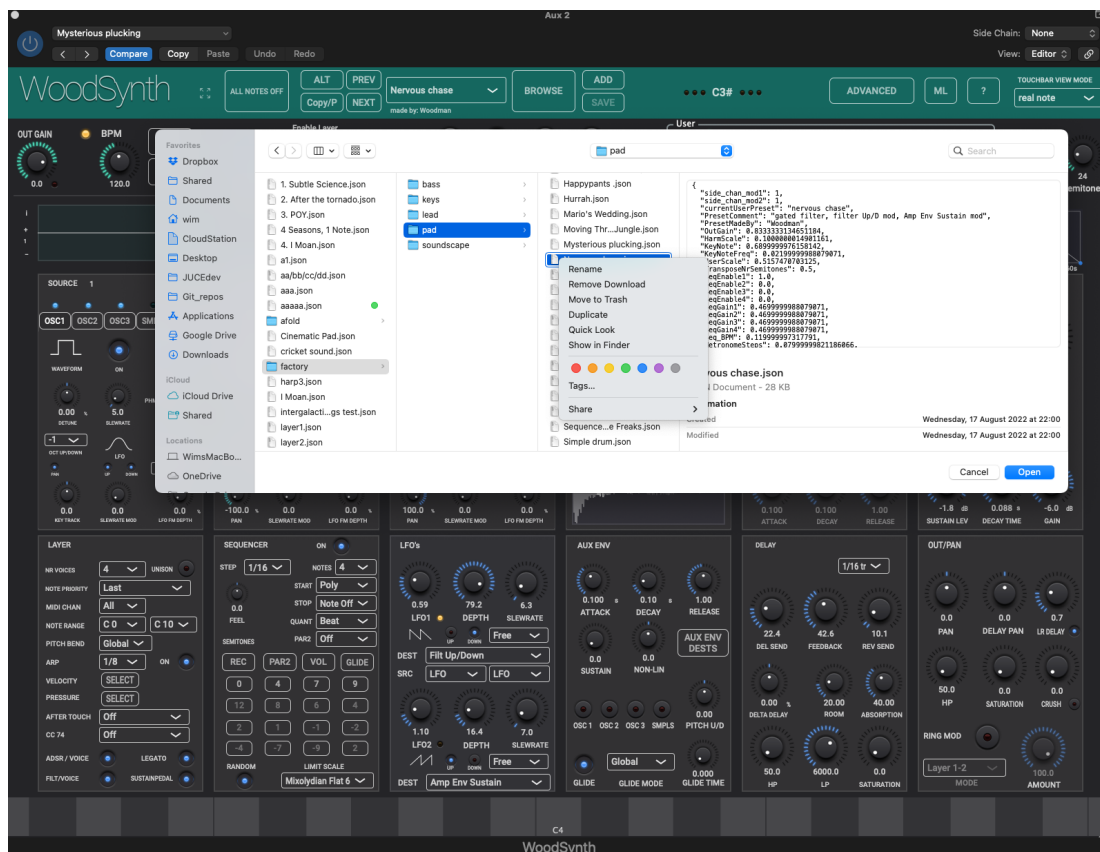 Aux 2
Mysterious plucking
Side Chain: None
Compare Copy Paste Undo Redo
View: Editor
WoodSynth
ALL NOTES OFF
ALT PREV
Copy/P NEXT
Nervous chase
made by: Woodman
BROWSE
ADD
SAVE
C3#
ADVANCED
ML
?
TOUCHBAR VIEW MODE
real note
OUT GAIN
BPM
Enable Layer
User
0.0
120.0
24
Favorites
Dropbox
Shared
Documents
wim
CloudStation
Desktop
JUCEdev
Git_repos
Applications
Google Drive
Downloads
iCloud
iCloud Drive
Shared
Locations
WimsMacBo...
OneDrive
pad
Search
1. Subtle Science.json
2. After the tornado.json
3. POY.json
4 Seasons, 1 Note.json
4. I Moan.json
a1.json
aa/bb/cc/dd.json
aaa.json
aaaaa.json
afold
Cinematic Pad.json
cricket sound.json
factory
harp3.json
I Moan.json
intergalacti...gs test.json
layer1.json
layer2.json
bass
keys
lead
pad
soundscape
Happypants .json
Hurrah.json
Mario's Wedding.json
Moving Thr...Jungle.json
Mysterious plucking.json
Rename
Remove Download
Move to Trash
Duplicate
Quick Look
Show in Finder
Tags...
Share
Sequence...e Freaks.json
Simple drum.json
{
"side_chan_mod1": 1,
"side_chan_mod2": 1,
"currentUserPreset": "nervous chase",
"PresetComment": "gated filter, filter Up/D mod, Amp Env Sustain mod",
"PresetMadeBy": "Woodman",
"OutGain": 0.8333333134651184,
"HarmScale": 0.1000000014901161,
"KeyNote": 0.6899999976158142,
"KeyNoteFreq": 0.02199999988079071,
UserScale": 0.5157470703125,
TransposeNrSemitones": 0.5,
eqEnable1": 1.0,
eqEnable2": 0.0,
eqEnable3": 0.0,
eqEnable4": 0.0,
eqGain1": 0.4699999988079071,
eqGain2": 0.4699999988079071,
eqGain3": 0.4699999988079071,
eqGain4": 0.4699999988079071,
eq_BPM": 0.119999997317791,
etronomeSteps": 0.07999999821186066,
vous chase.json
Document - 28 KB
mation
Created Wednesday, 17 August 2022 at 22:00
Modified Wednesday, 17 August 2022 at 22:00
Cancel Open
SOURCE 1
OSC1 OSC2 OSC3
WAVEFORM ON
0.00 5.0
DETUNE SLEWRATE
-1
OCT UP/DOWN LFO
PAN UP DOWN
0.0 0.0 0.0 -100.0 0.0 0.0 100.0 0.0 0.0
KEY TRACK SLEWRATE MOD LFO FM DEPTH PAN SLEWRATE MOD LFO FM DEPTH PAN SLEWRATE MOD LFO FM DEPTH
0.100 0.100 1.00
ATTACK DECAY RELEASE
-1.8 dB 0.088 s -6.0 dB
SUSTAIN LEV DECAY TIME GAIN
LAYER
NR VOICES 4 UNISON
NOTE PRIORITY Last
MIDI CHAN All
NOTE RANGE C 0 C 10
PITCH BEND Global
ARP 1/8 ON
VELOCITY SELECT
PRESSURE SELECT
AFTER TOUCH Off
CC 74 Off
ADSR / VOICE LEGATO
FILT/VOICE SUSTAINPEDAL
SEQUENCER ON
STEP 1/16 NOTES 4
START Poly
0.0 STOP Note Off
FEEL QUANT Beat
SEMITONES PAR2 Off
REC PAR2 VOL GLIDE
0 4 7 9
12 8 6 4
2 1 -1 -2
-4 -7 -9 2
RANDOM LIMIT SCALE
Mixolydian Flat 6
LFO's
0.59 79.2 6.3
LFO1 DEPTH SLEWRATE
UP DOWN Free
DEST Filt Up/Down
SRC LFO LFO
1.10 16.4 7.0
LFO2 DEPTH SLEWRATE
UP DOWN Free
DEST Amp Env Sustain
AUX ENV
0.100 s 0.10 s 1.00
ATTACK DECAY RELEASE
AUX ENV DESTS
0.0 0.0
SUSTAIN NON-LIN
0.00
OSC 1 OSC 2 OSC 3 SMPLS PITCH U/D
Global
0.000
GLIDE GLIDE MODE GLIDE TIME
DELAY
1/16 tr
22.4 42.6 10.1
DEL SEND FEEDBACK REV SEND
0.00 s 20.00 40.00
DELTA DELAY ROOM ABSORPTION
50.0 6000.0 0.0
HP LP SATURATION
OUT/PAN
0.0 0.0 0.7
PAN DELAY PAN LR DELAY
50.0 0.0 0.0
HP SATURATION CRUSH
RING MOD
Layer 1-2 100.0
MODE AMOUNT
C4
WoodSynth